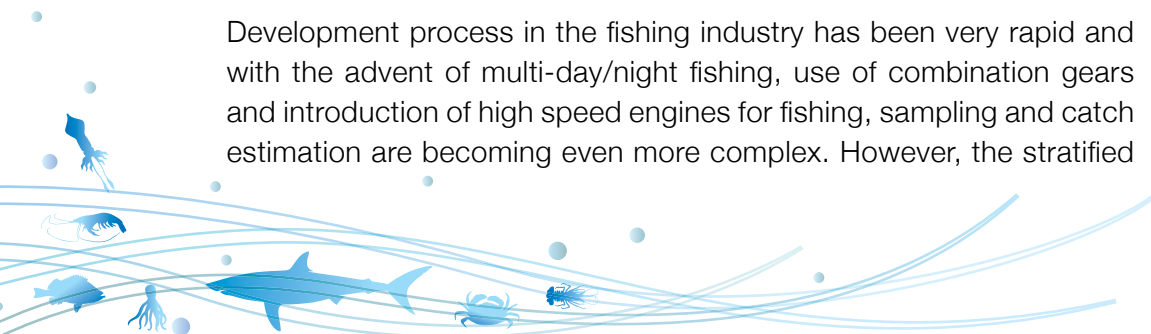 Development process in the fishing industry has been very rapid and
with the advent of multi-day/night fishing, use of combination gears
and introduction of high speed engines for fishing, sampling and catch
estimation are becoming even more complex. However, the stratified